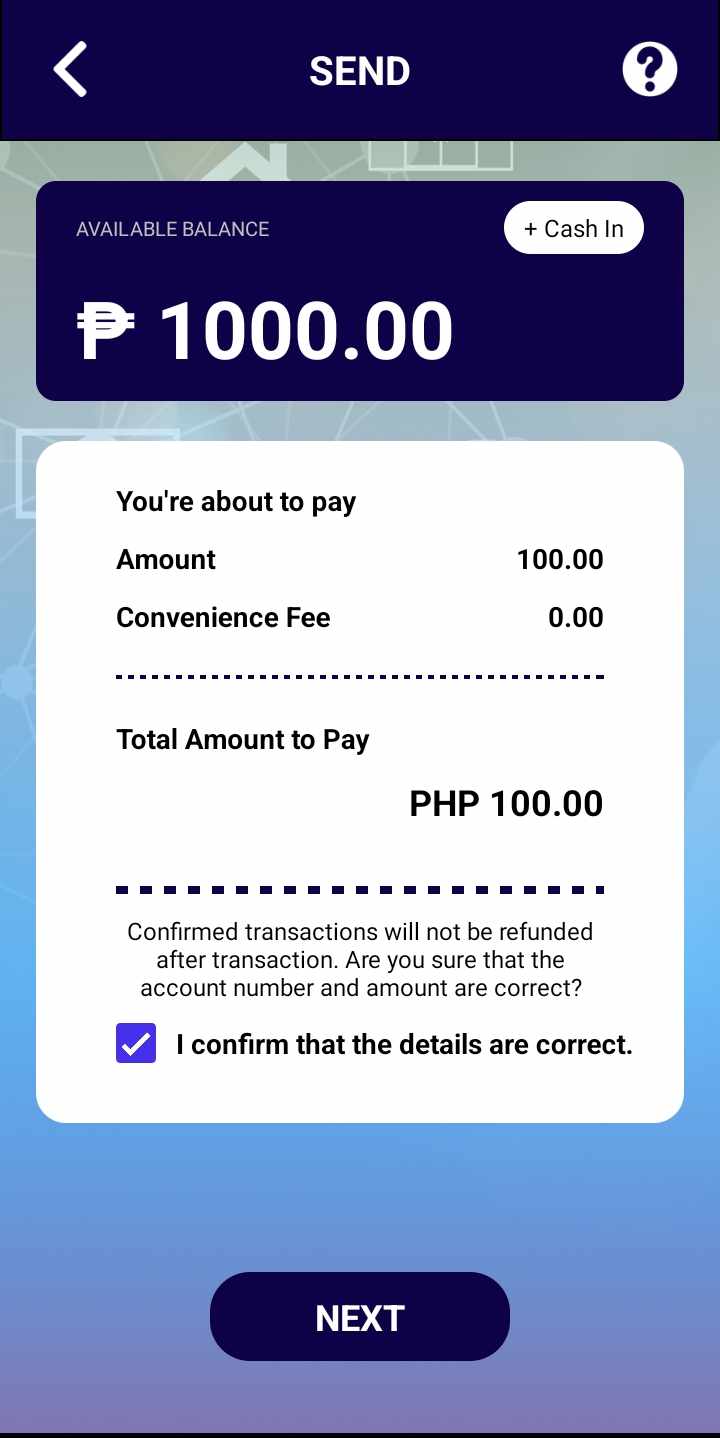 SEND
AVAILABLE BALANCE
+ Cash In
₱ 1000.00
You're about to pay
Amount 100.00
Convenience Fee 0.00
Total Amount to Pay
PHP 100.00
Confirmed transactions will not be refunded
after transaction. Are you sure that the
account number and amount are correct?
I confirm that the details are correct.
NEXT